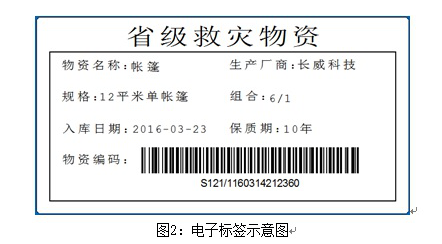 省级救灾物资
物资名称:帐篷 生产厂商:长威科技
规格:12平米单帐篷 组合:6/1
入库日期:2016-03-23 保质期:10年
物资编码:
S121/1160314212360
图2：电子标签示意图